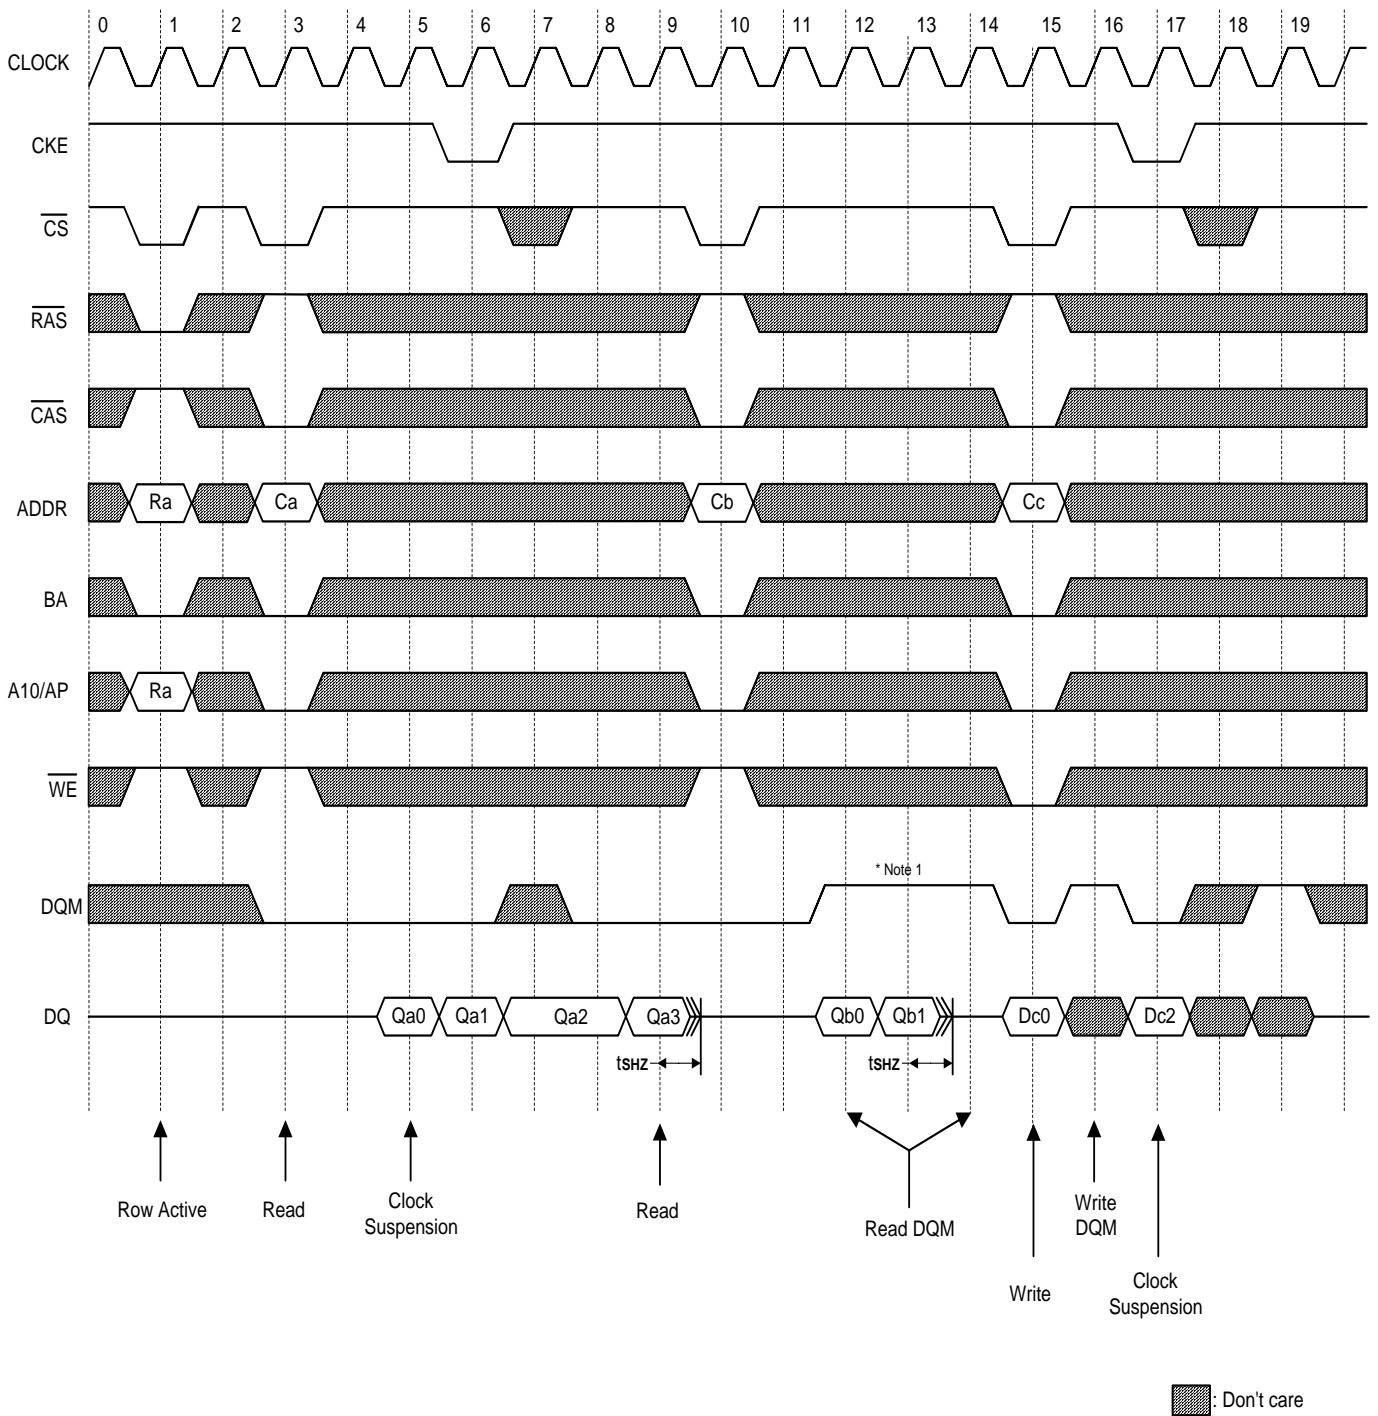 0 1 2 3 4 5 6 7 8 9 10 11 12 13 14 15 16 17 18 19
CLOCK
CKE
CS
RAS
CAS
ADDR Ra Ca Cb Cc
BA
A10/AP Ra
WE
* Note 1
DQM
DQ Qa0 Qa1 Qa2 Qa3 Qb0 Qb1 Dc0 Dc2
tSHZ tSHZ
Row Active Read Clock Suspension Read Read DQM Write DQM
Write Clock Suspension
: Don't care